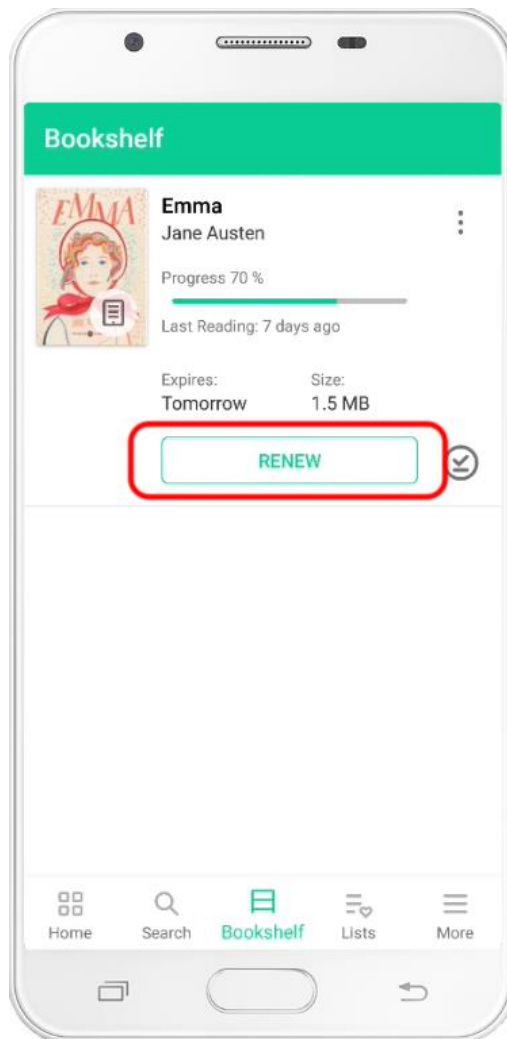 Bookshelf
EMMA
Emma
Jane Austen
Progress 70 %
Last Reading: 7 days ago
Expires: Size:
Tomorrow 1.5 MB
RENEW
Home Search Bookshelf Lists More